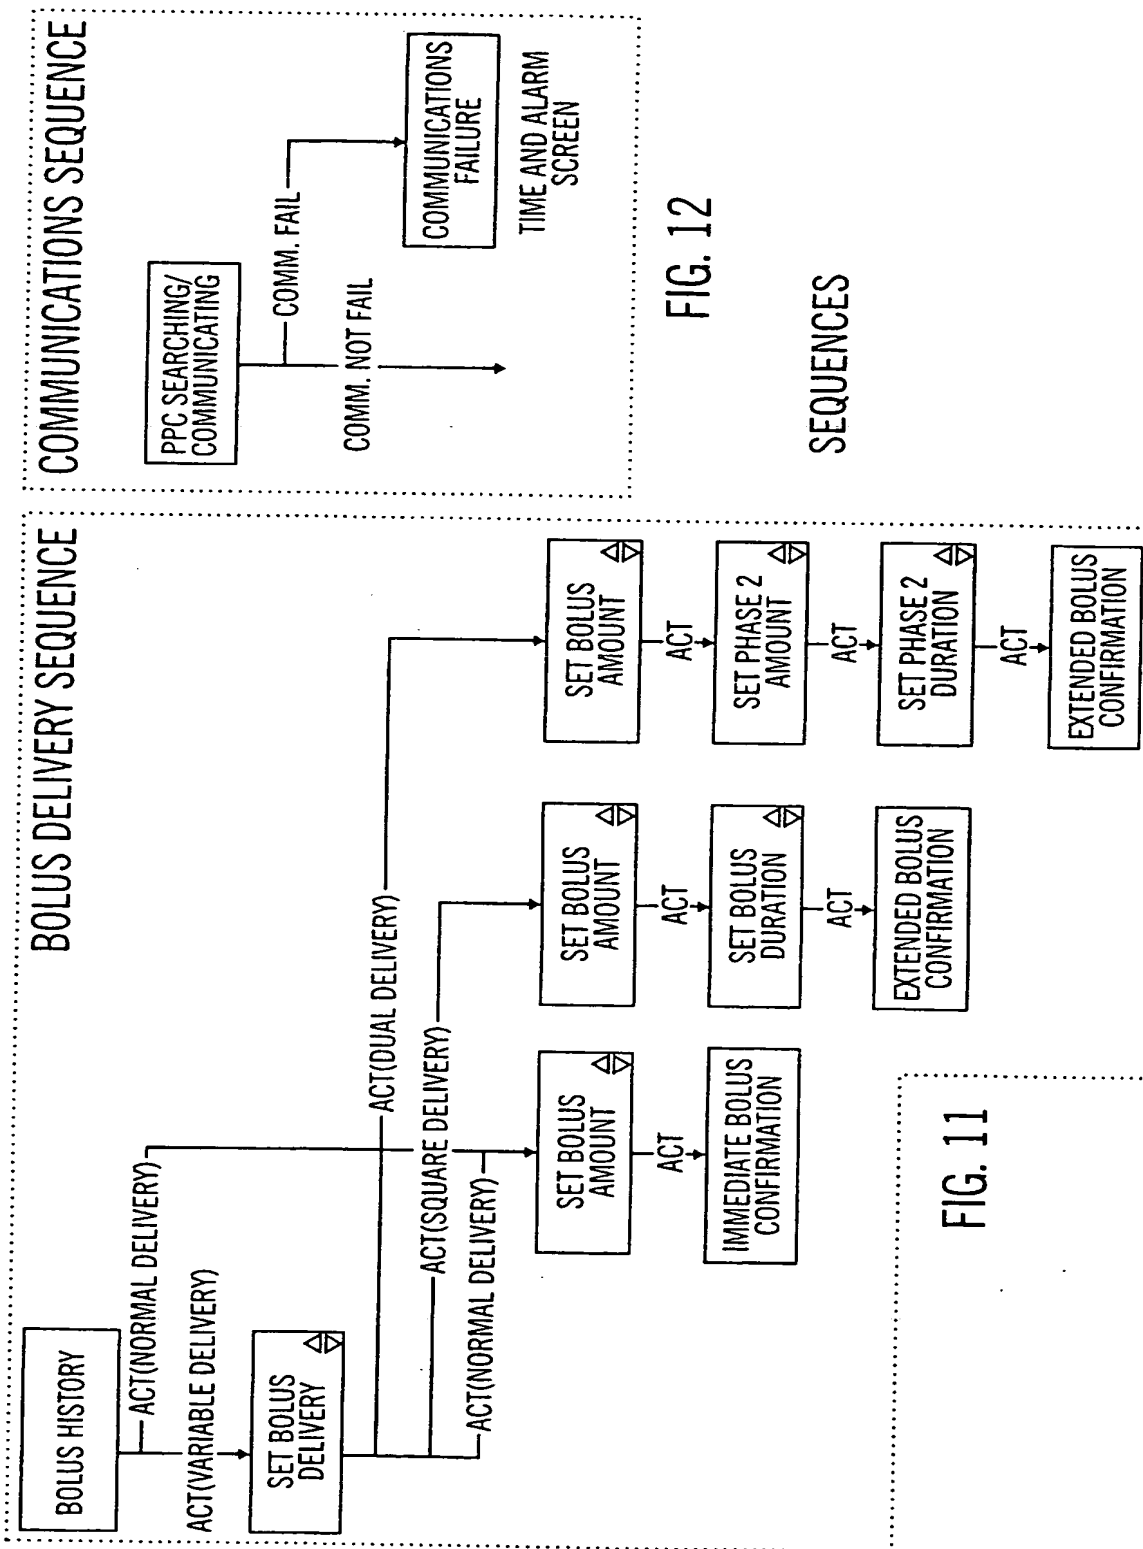 BOLUS DELIVERY SEQUENCE
BOLUS HISTORY
ACT(NORMAL DELIVERY)
ACT(VARIABLE DELIVERY)
SET BOLUS
DELIVERY
ACT(DUAL DELIVERY)
ACT(SQUARE DELIVERY)
ACT(NORMAL DELIVERY)
SET BOLUS
AMOUNT
ACT
IMMEDIATE BOLUS
CONFIRMATION
SET BOLUS
AMOUNT
ACT
SET BOLUS
DURATION
ACT
EXTENDED BOLUS
CONFIRMATION
SET BOLUS
AMOUNT
ACT
SET PHASE 2
AMOUNT
ACT
SET PHASE 2
DURATION
ACT
EXTENDED BOLUS
CONFIRMATION
FIG. 11
COMMUNICATIONS SEQUENCE
PPC SEARCHING/
COMMUNICATING
COMM. FAIL
COMM. NOT FAIL
COMMUNICATIONS
FAILURE
TIME AND ALARM
SCREEN
FIG. 12
SEQUENCES